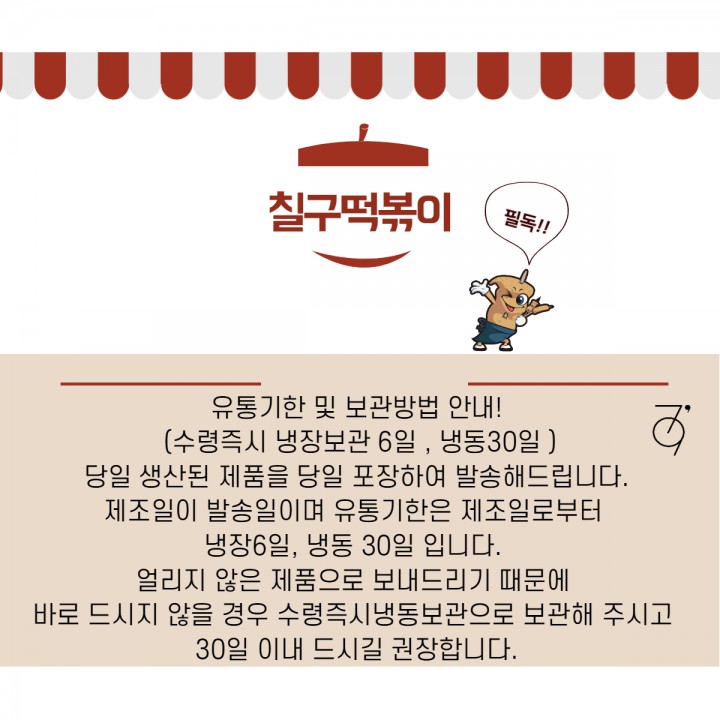 칠구떡볶이
필독!!
유통기한 및 보관방법 안내!
(수령즉시 냉장보관 6일 , 냉동30일 )
당일 생산된 제품을 당일 포장하여 발송해드립니다.
제조일이 발송일이며 유통기한은 제조일로부터
냉장6일, 냉동 30일 입니다.
얼리지 않은 제품으로 보내드리기 때문에
바로 드시지 않을 경우 수령즉시냉동보관으로 보관해 주시고
30일 이내 드시길 권장합니다.